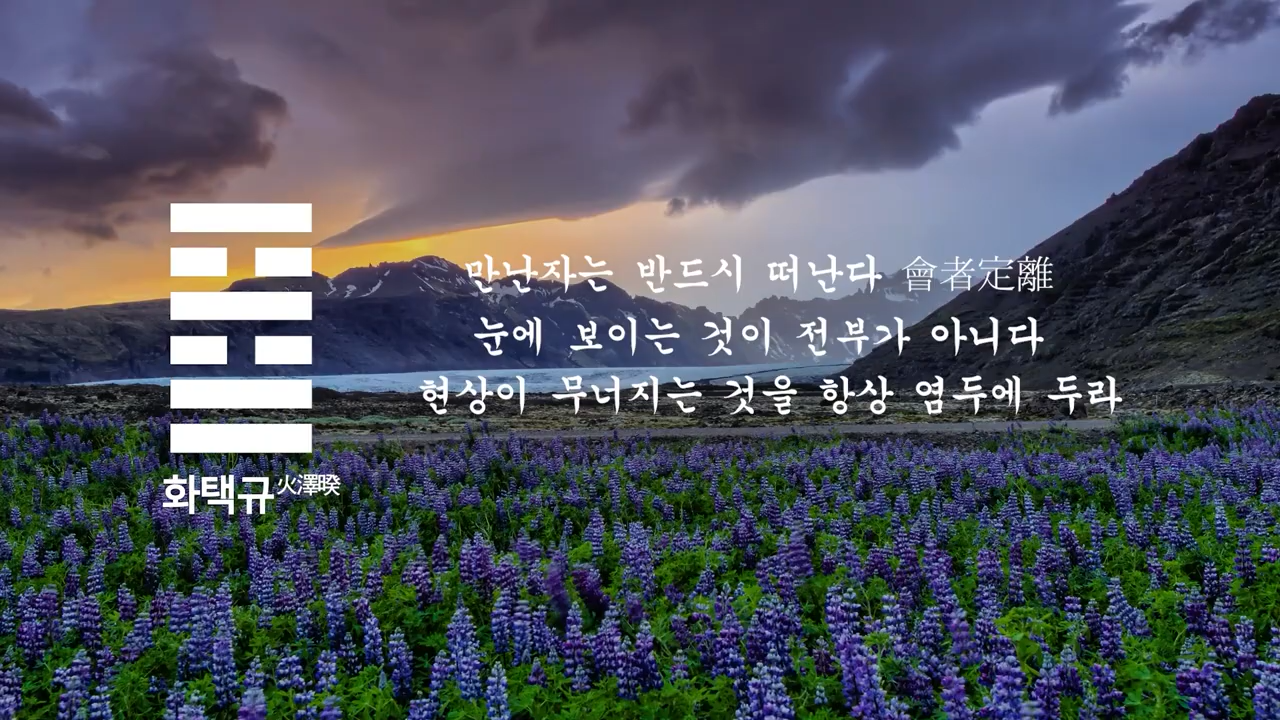 만난자는 반드시 떠난다 會者定離
눈에 보이는 것이 전부가 아니다
현상이 무너지는 것을 항상 염두에 두라
화택규火澤睽